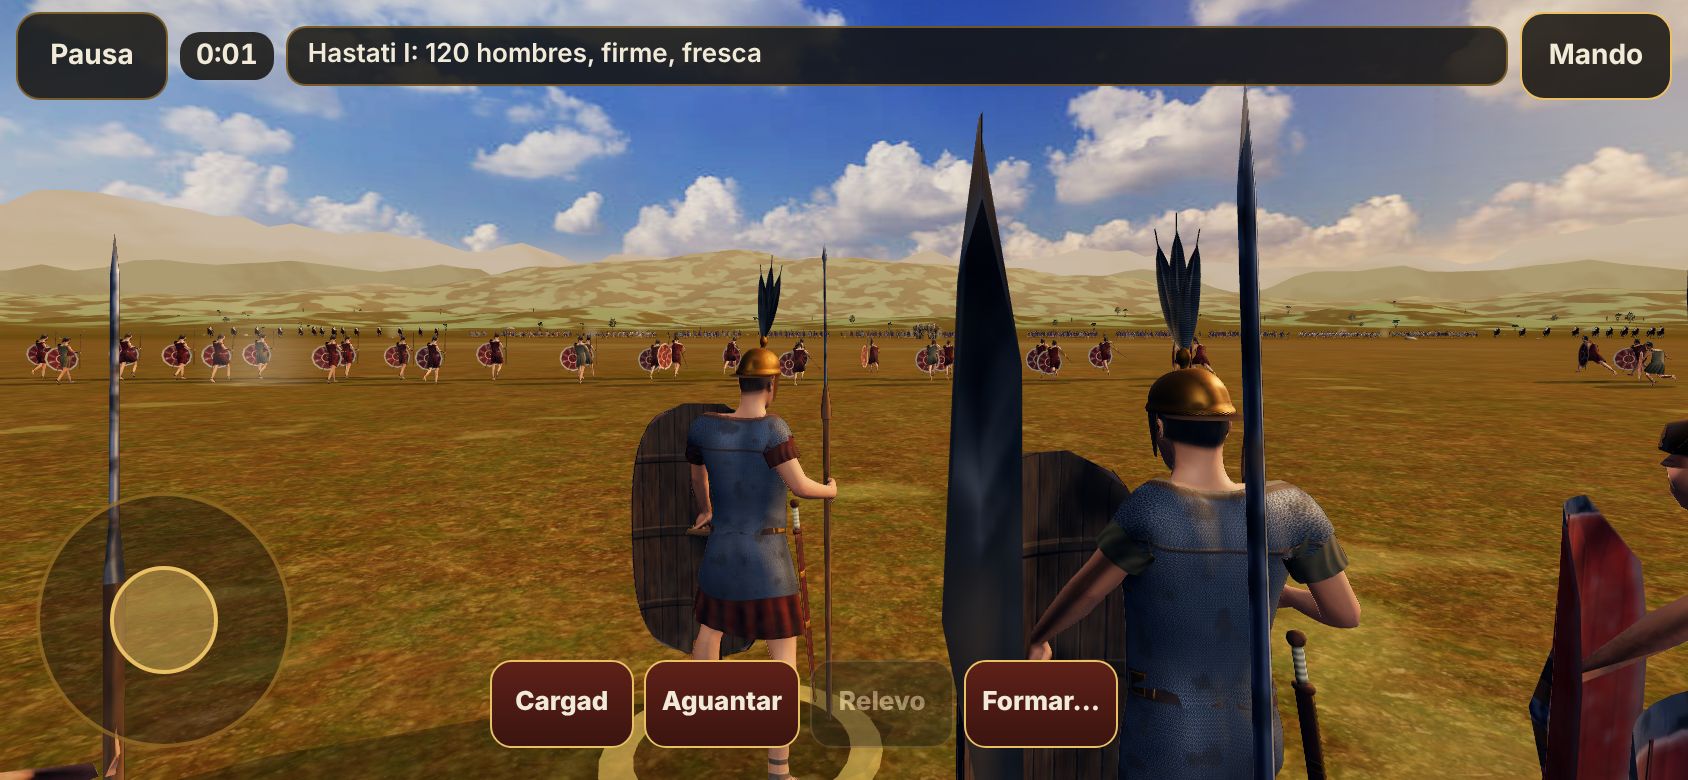 Pausa
0:01
Hastati I: 120 hombres, firme, fresca
Mando
Cargad
Aguantar
Relevo
Formar...